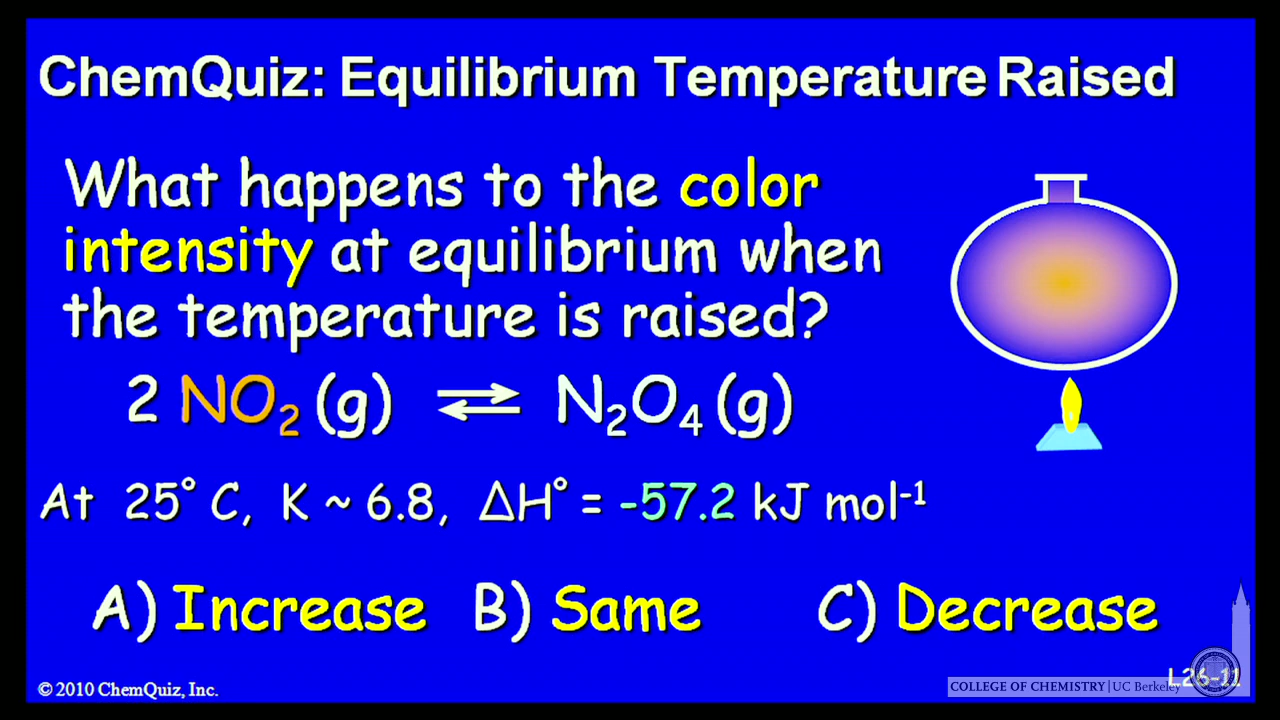 ChemQuiz: Equilibrium Temperature Raised
What happens to the color
intensity at equilibrium when
the temperature is raised?
2 NO₂ (g) ⇌ N₂O₄ (g)
At 25° C, K ~ 6.8, ΔH° = -57.2 kJ mol⁻¹
A) Increase B) Same C) Decrease
© 2010 ChemQuiz, Inc.
L26-11
COLLEGE OF CHEMISTRY | UC Berkeley